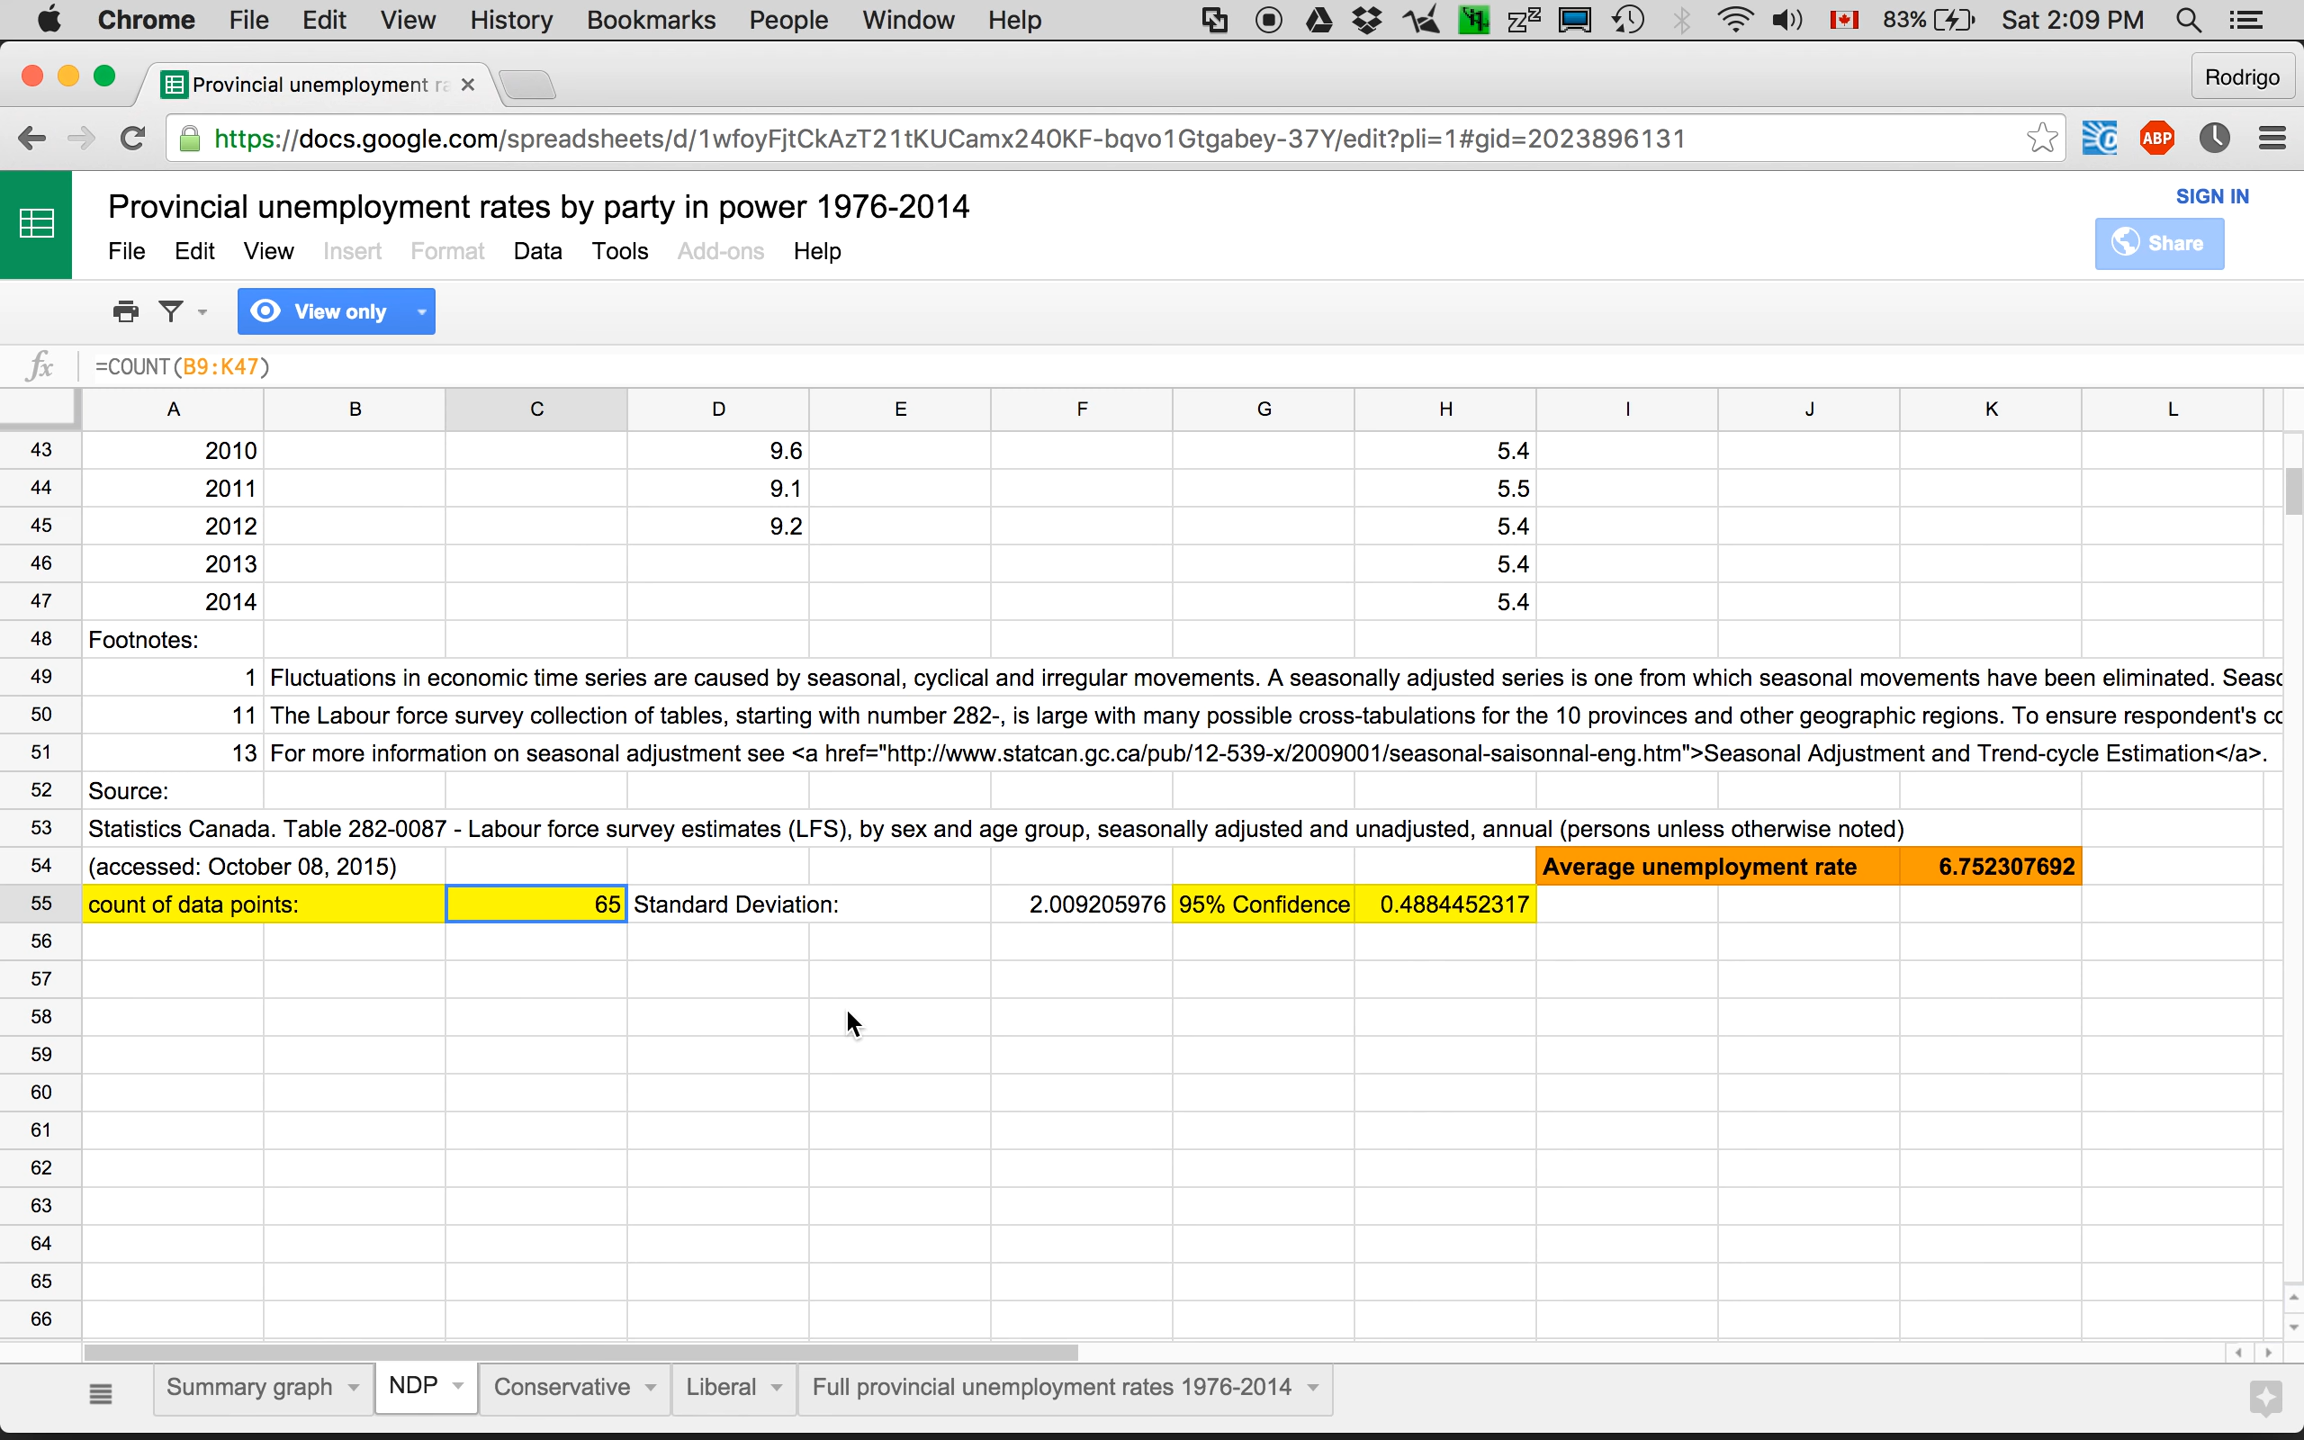 Chrome File Edit View History Bookmarks People Window Help 83% Sat 2:09 PM
Provincial unemployment ra Rodrigo
https://docs.google.com/spreadsheets/d/1wfoyFjtCkAzT21tKUCamx240KF-bqvo1Gtgabey-37Y/edit?pli=1#gid=2023896131 ABP
Provincial unemployment rates by party in power 1976-2014 SIGN IN
File Edit View Insert Format Data Tools Add-ons Help Share
View only
fx =COUNT(B9:K47)
A B C D E F G H I J K L
43 2010 9.6 5.4
44 2011 9.1 5.5
45 2012 9.2 5.4
46 2013 5.4
47 2014 5.4
48 Footnotes:
49 1 Fluctuations in economic time series are caused by seasonal, cyclical and irregular movements. A seasonally adjusted series is one from which seasonal movements have been eliminated. Seaso
50 11 The Labour force survey collection of tables, starting with number 282-, is large with many possible cross-tabulations for the 10 provinces and other geographic regions. To ensure respondent's co
51 13 For more information on seasonal adjustment see <a href="http://www.statcan.gc.ca/pub/12-539-x/2009001/seasonal-saisonnal-eng.htm">Seasonal Adjustment and Trend-cycle Estimation</a>.
52 Source:
53 Statistics Canada. Table 282-0087 - Labour force survey estimates (LFS), by sex and age group, seasonally adjusted and unadjusted, annual (persons unless otherwise noted)
54 (accessed: October 08, 2015) Average unemployment rate 6.752307692
55 count of data points: 65 Standard Deviation: 2.009205976 95% Confidence 0.4884452317
56
57
58
59
60
61
62
63
64
65
66
Summary graph NDP Conservative Liberal Full provincial unemployment rates 1976-2014